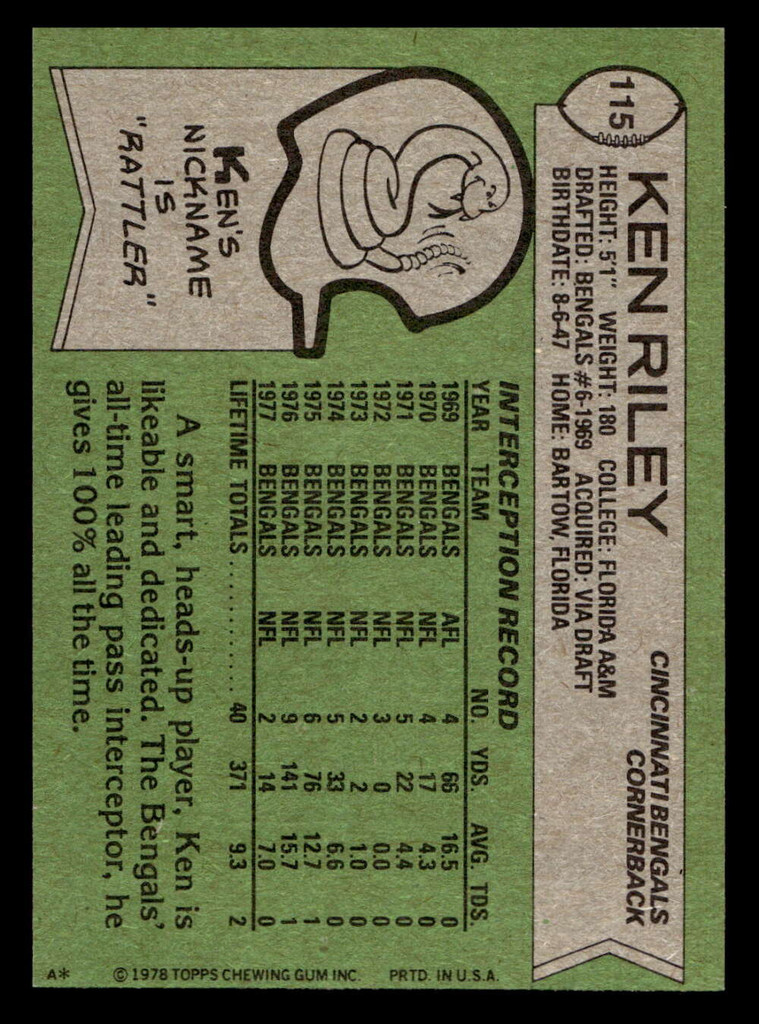 115
KEN RILEY
CINCINNATI BENGALS
CORNERBACK
HEIGHT: 5'1" WEIGHT: 180 COLLEGE: FLORIDA A&M
DRAFTED: BENGALS #6-1969 ACQUIRED: VIA DRAFT
BIRTHDATE: 8-6-47 HOME: BARTOW, FLORIDA
KEN'S
NICKNAME
IS
"RATTLER"
INTERCEPTION RECORD
YEAR TEAM NO. YDS. AVG. TDS.
1969 BENGALS AFL 4 66 16.5 0
1970 BENGALS NFL 4 17 4.3 0
1971 BENGALS NFL 5 22 4.4 0
1972 BENGALS NFL 3 0 0.0 0
1973 BENGALS NFL 2 2 1.0 0
1974 BENGALS NFL 5 33 6.6 0
1975 BENGALS NFL 6 76 12.7 1
1976 BENGALS NFL 9 141 15.7 1
1977 BENGALS NFL 2 14 7.0 0
LIFETIME TOTALS .......... 40 371 9.3 2
A smart, heads-up player, Ken is
likeable and dedicated. The Bengals'
all-time leading pass interceptor, he
gives 100% all the time.
A* © 1978 TOPPS CHEWING GUM INC. PRTD. IN U.S.A.